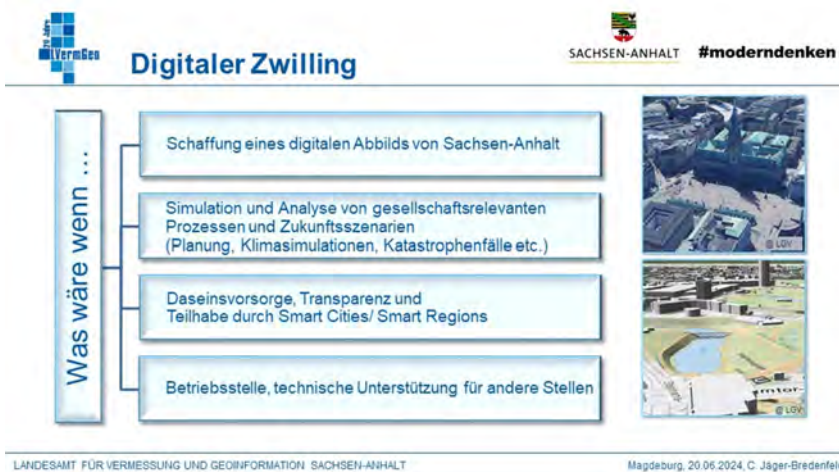 20 Jahre
LVermGeo
Digitaler Zwilling
SACHSEN-ANHALT
#moderndenken
Was wäre wenn ...
Schaffung eines digitalen Abbilds von Sachsen-Anhalt
Simulation und Analyse von gesellschaftsrelevanten
Prozessen und Zukunftsszenarien
(Planung, Klimasimulationen, Katastrophenfälle etc.)
Daseinsvorsorge, Transparenz und
Teilhabe durch Smart Cities/ Smart Regions
Betriebsstelle, technische Unterstützung für andere Stellen
@ LGV
@ LGV
LANDESAMT FÜR VERMESSUNG UND GEOINFORMATION SACHSEN-ANHALT
Magdeburg, 20.06.2024, C. Jäger-Bredenfeld